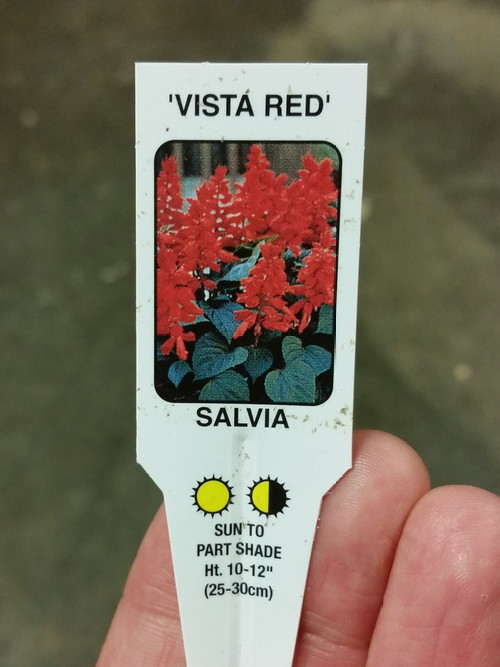 'VISTA RED'
SALVIA
SUN TO
PART SHADE
Ht. 10-12"
(25-30cm)